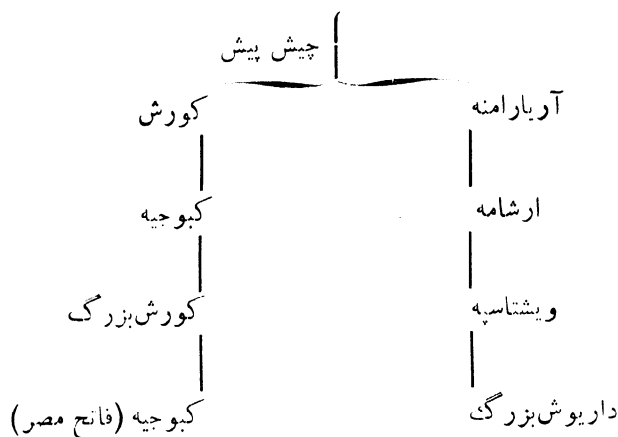 چیش پیش
آریارامنه
کورش
ارشامه
کبوجیه
ویشتاسپه
کورش بزرگ
داریوش بزرگ
کبوجیه (فاتح مصر)